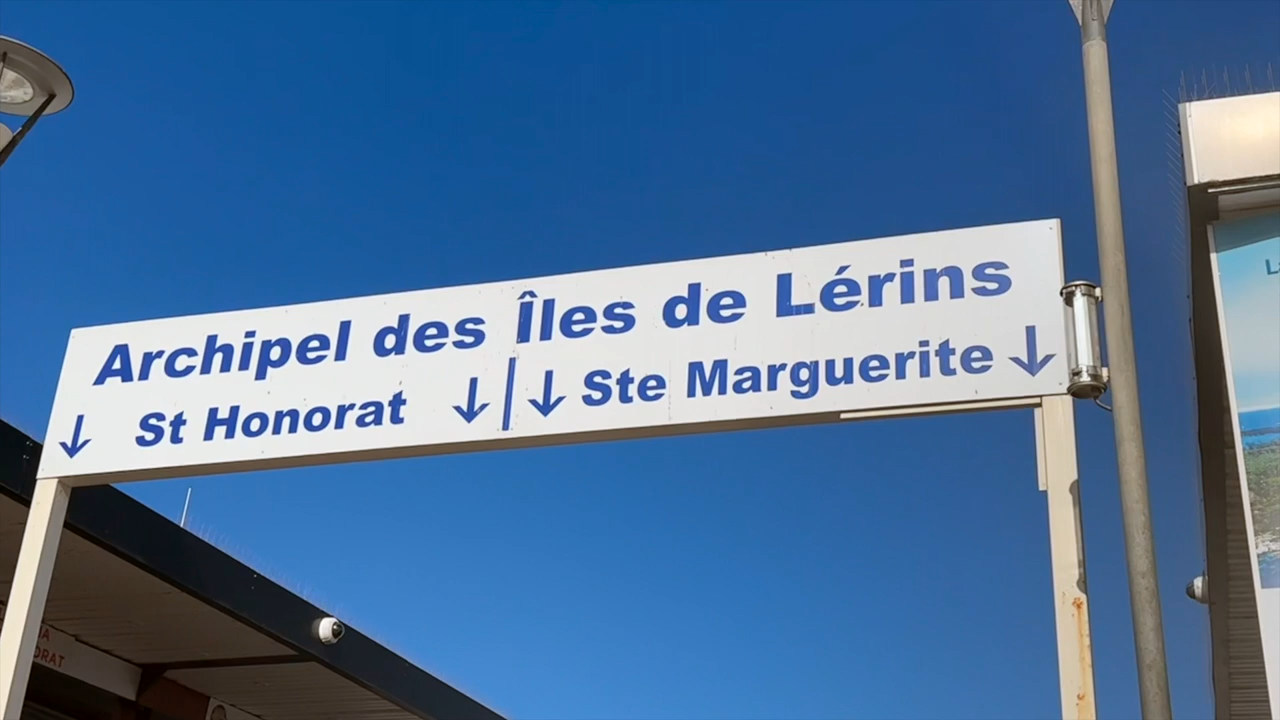 Archipel des Îles de Lérins
↓ St Honorat ↓ | ↓ Ste Marguerite ↓